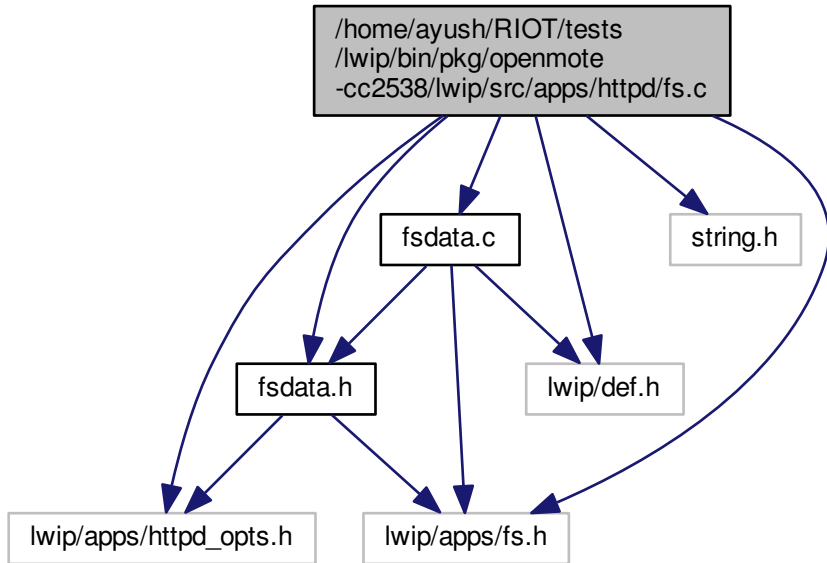 /home/ayush/RIOT/tests
/lwip/bin/pkg/openmote
-cc2538/lwip/src/apps/httpd/fs.c
fsdata.c
string.h
fsdata.h
lwip/def.h
lwip/apps/httpd_opts.h
lwip/apps/fs.h